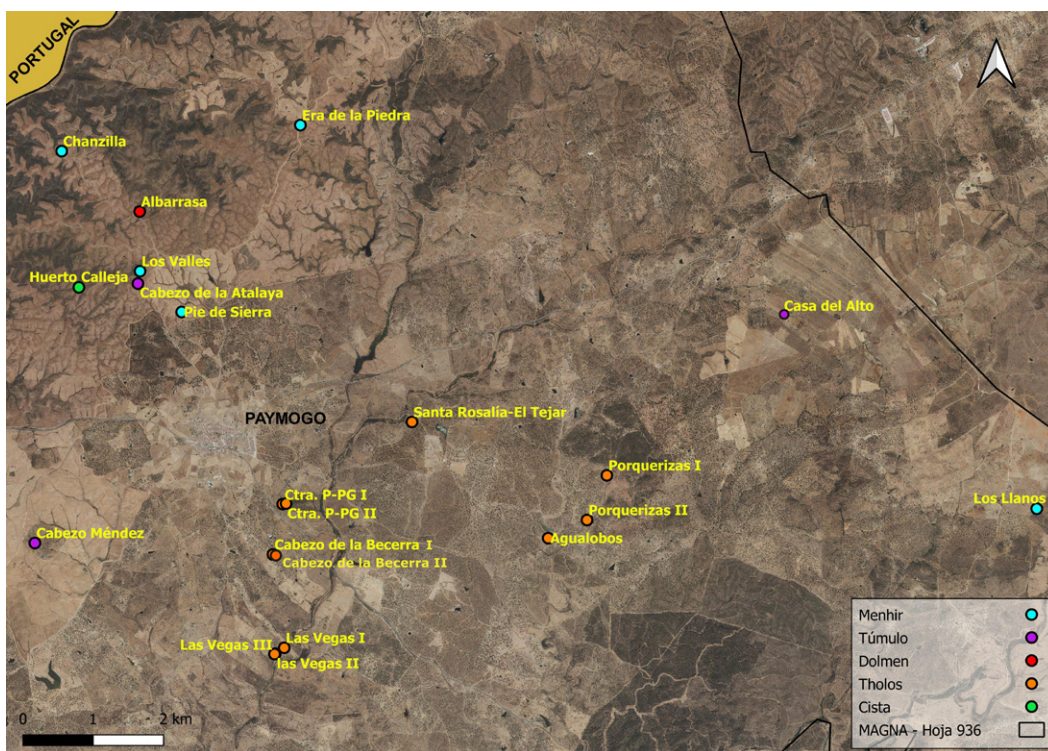 PORTUGAL
Era de la Piedra
Chanzilla
Albarrasa
Los Valles
Huerto Calleja
Cabezo de la Atalaya
Pie de Sierra
Casa del Alto
PAYMOGO
Santa Rosalía-El Tejar
Porquerizas I
Ctra. P-PG I
Ctra. P-PG II
Porquerizas II
Los Llanos
Cabezo Méndez
Agualobos
Cabezo de la Becerra I
Cabezo de la Becerra II
Las Vegas III
Las Vegas I
las Vegas II
Menhir
Túmulo
Dolmen
Tholos
Cista
MAGNA - Hoja 936
0 1 2 km